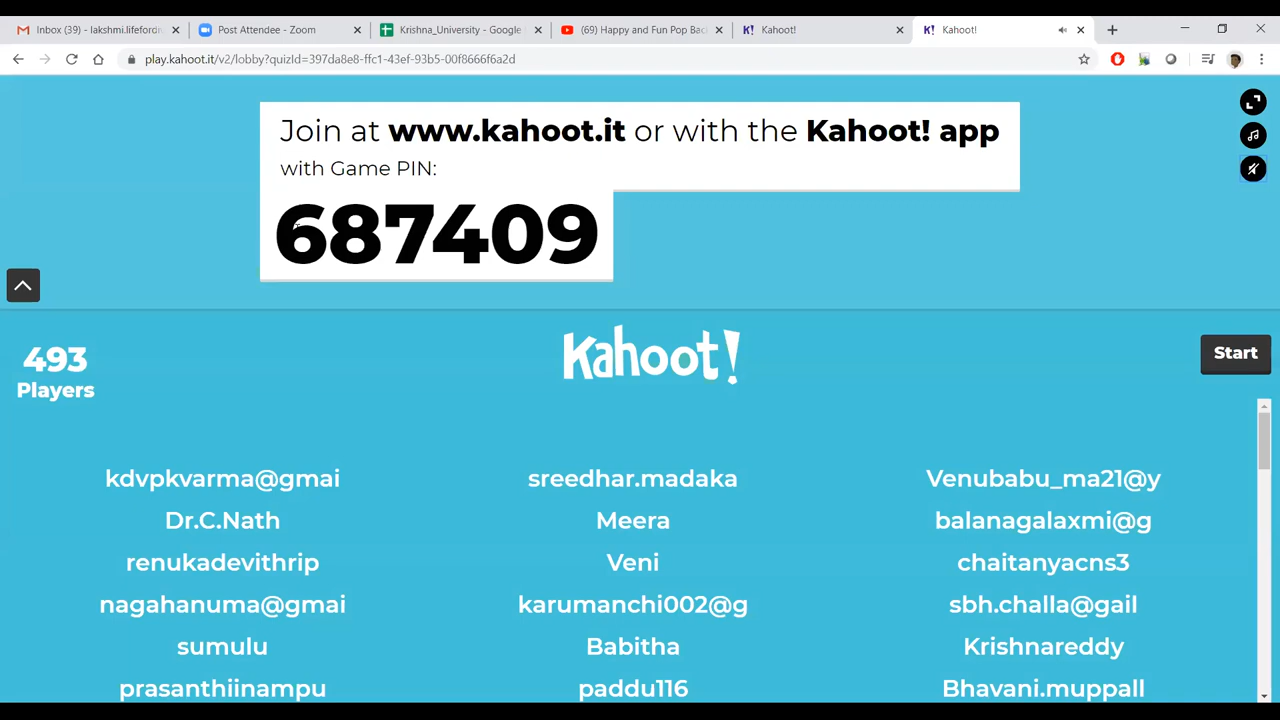 Inbox (39) - lakshmi.lifefordr
Post Attendee - Zoom
Krishna_University - Google
(69) Happy and Fun Pop Bac
Kahoot!
Kahoot!
play.kahoot.it/v2/lobby?quizId=397da8e8-ffc1-43ef-93b5-00f8666f6a2d
Join at www.kahoot.it or with the Kahoot! app
with Game PIN:
687409
493
Players
Kahoot!
Start
kdvpkvarma@gmai
sreedhar.madaka
Venubabu_ma21@y
Dr.C.Nath
Meera
balanagalaxmi@g
renukadevithrip
Veni
chaitanyacns3
nagahanuma@gmai
karumanchi002@g
sbh.challa@gail
sumulu
Babitha
Krishnareddy
prasanthiinampu
paddu116
Bhavani.muppall